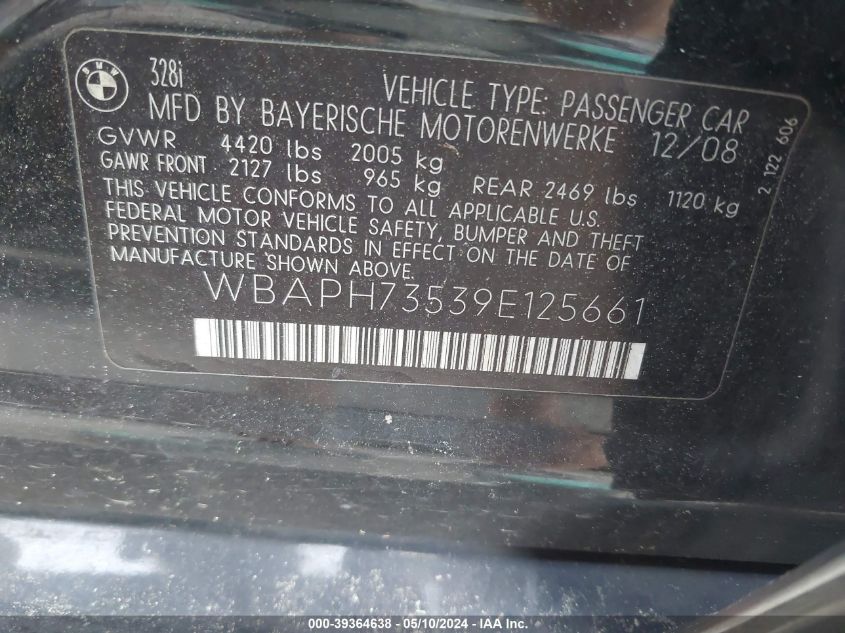 BMW
328i
VEHICLE TYPE: PASSENGER CAR
MFD BY BAYERISCHE MOTORENWERKE 12/08
GVWR 4420 lbs 2005 kg
GAWR FRONT 2127 lbs 965 kg REAR 2469 lbs 1120 kg
THIS VEHICLE CONFORMS TO ALL APPLICABLE U.S.
FEDERAL MOTOR VEHICLE SAFETY, BUMPER AND THEFT
PREVENTION STANDARDS IN EFFECT ON THE DATE OF
MANUFACTURE SHOWN ABOVE.
WBAPH73539E125661
2 122 606
000-39364638 - 05/10/2024 - IAA Inc.